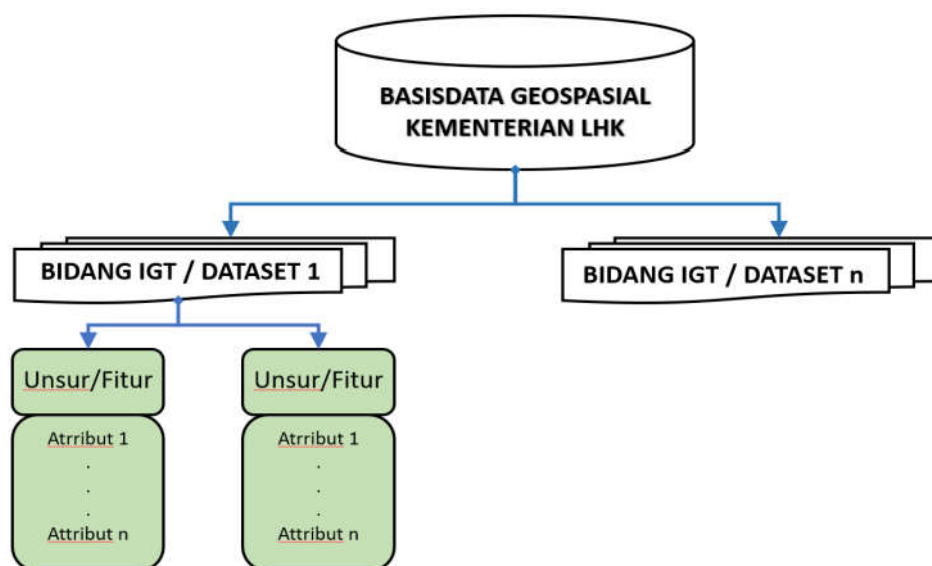 BASISDATA GEOSPASIAL
KEMENTERIAN LHK
BIDANG IGT / DATASET 1
BIDANG IGT / DATASET n
Unsur/Fitur
Atrribut 1
.
.
.
Attribut n
Unsur/Fitur
Atrribut 1
.
.
.
Attribut n